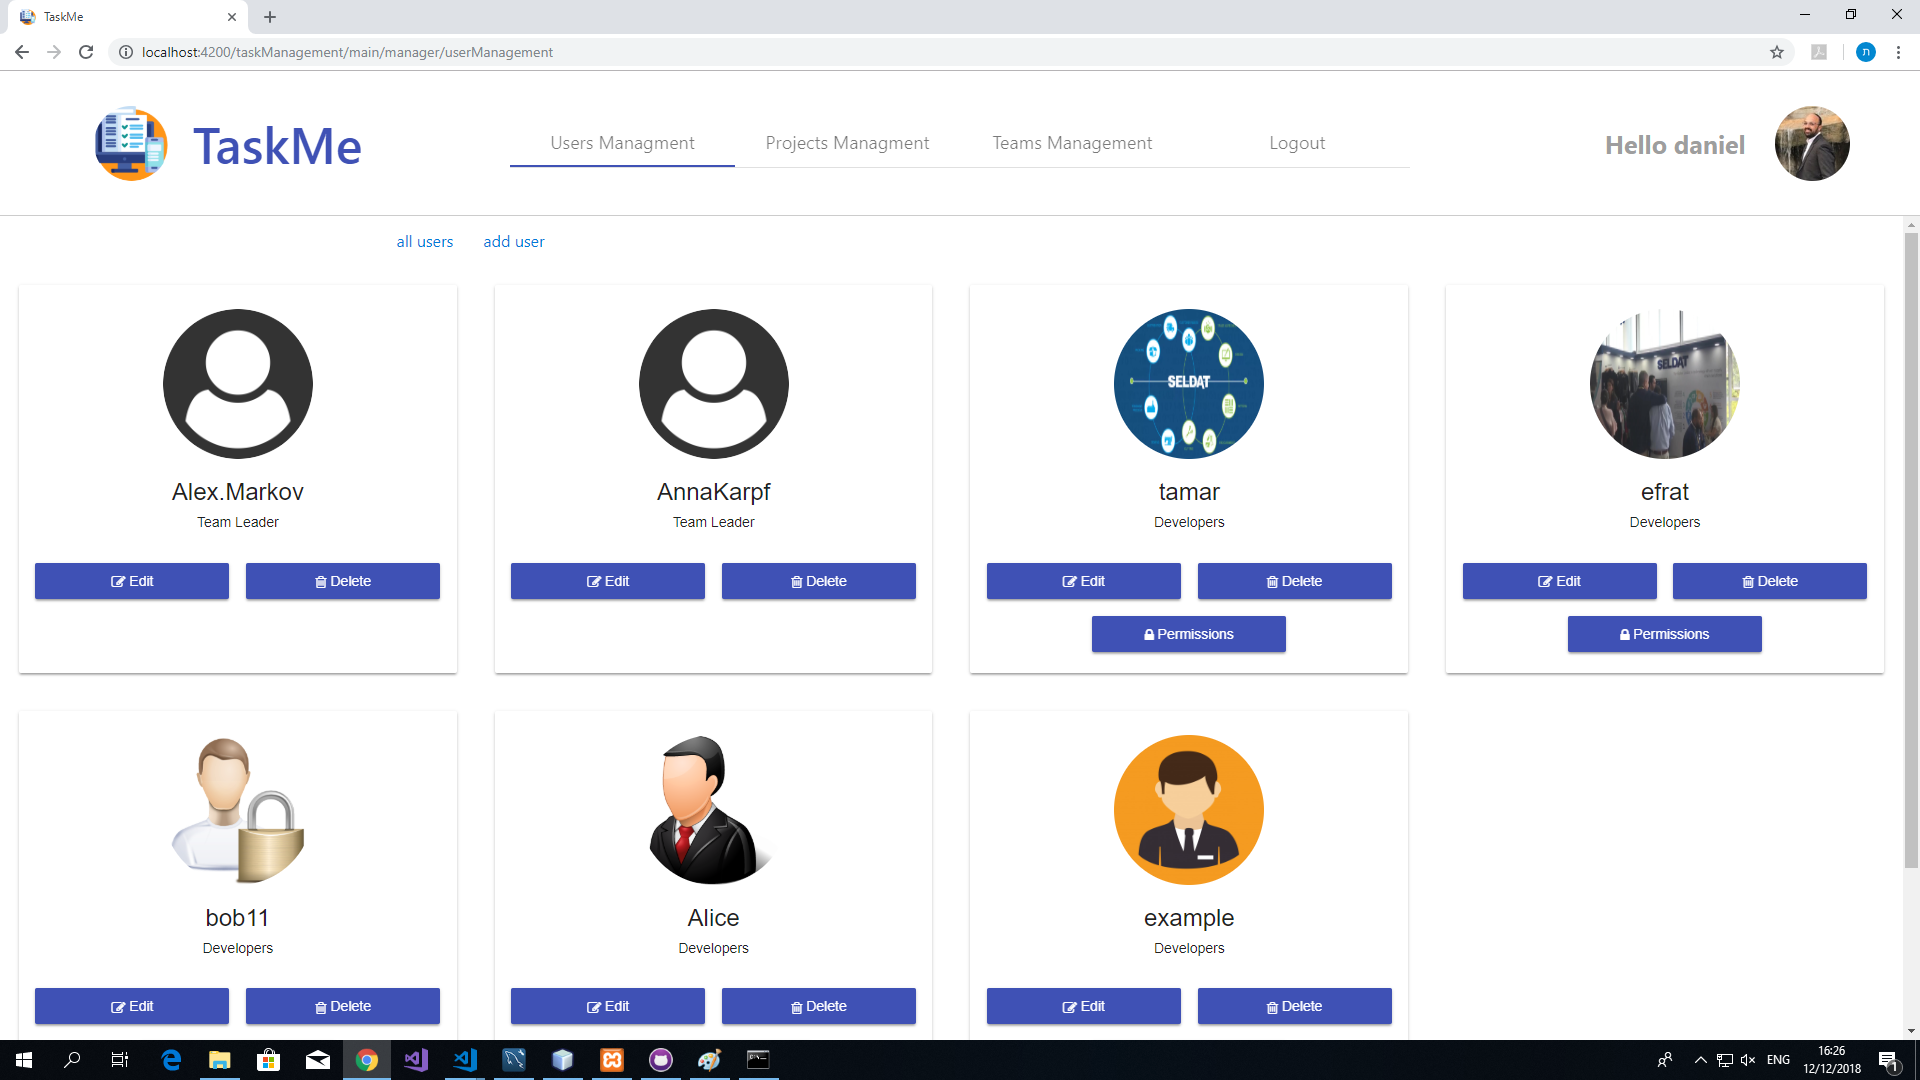 TaskMe
localhost:4200/taskManagement/main/manager/userManagement
ח
TaskMe
Users Managment
Projects Managment
Teams Management
Logout
Hello daniel
all users
add user
SELDAT
SELDAT
Alex.Markov
AnnaKarpf
tamar
efrat
Team Leader
Team Leader
Developers
Developers
Edit
Delete
Edit
Delete
Edit
Delete
Edit
Delete
Permissions
Permissions
bob11
Alice
example
Developers
Developers
Developers
Edit
Delete
Edit
Delete
Edit
Delete
ENG
16:26
12/12/2018
1